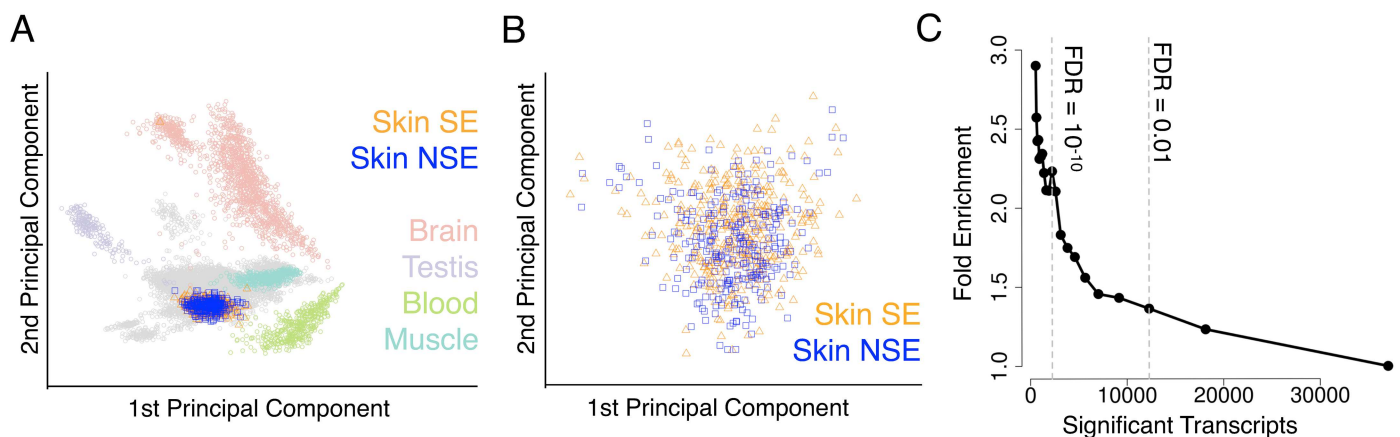 A
2nd Principal Component
1st Principal Component
Skin SE
Skin NSE
Brain
Testis
Blood
Muscle
B
2nd Principal Component
1st Principal Component
Skin SE
Skin NSE
C
Fold Enrichment
3.0
2.5
2.0
1.5
1.0
FDR = 10⁻¹⁰
FDR = 0.01
0 10000 20000 30000
Significant Transcripts